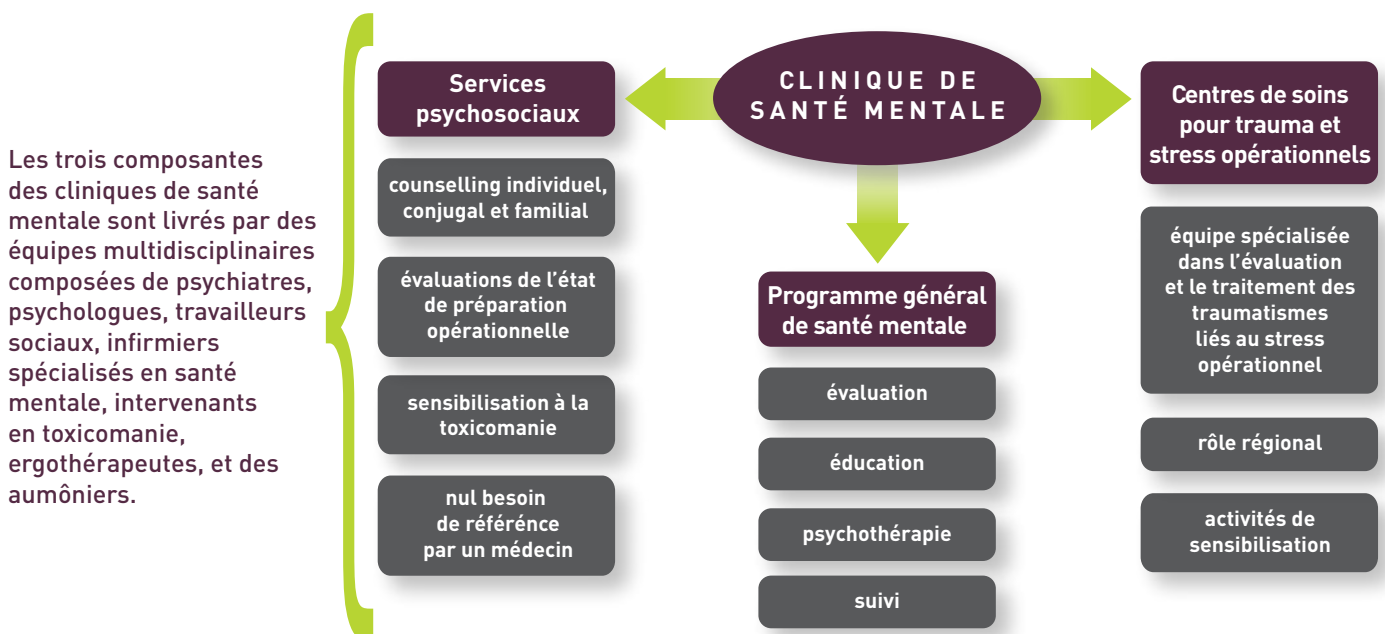 Les trois composantes
des cliniques de santé
mentale sont livrés par des
équipes multidisciplinaires
composées de psychiatres,
psychologues, travailleurs
sociaux, infirmiers
spécialisés en santé
mentale, intervenants
en toxicomanie,
ergothérapeutes, et des
aumôniers.
CLINIQUE DE
SANTÉ MENTALE
Services
psychosociaux
counselling individuel,
conjugal et familial
évaluations de l'état
de préparation
opérationnelle
sensibilisation à la
toxicomanie
nul besoin
de référénce
par un médecin
Programme général
de santé mentale
évaluation
éducation
psychothérapie
suivi
Centres de soins
pour trauma et
stress opérationnels
équipe spécialisée
dans l'évaluation
et le traitement des
traumatismes
liés au stress
opérationnel
rôle régional
activités de
sensibilisation